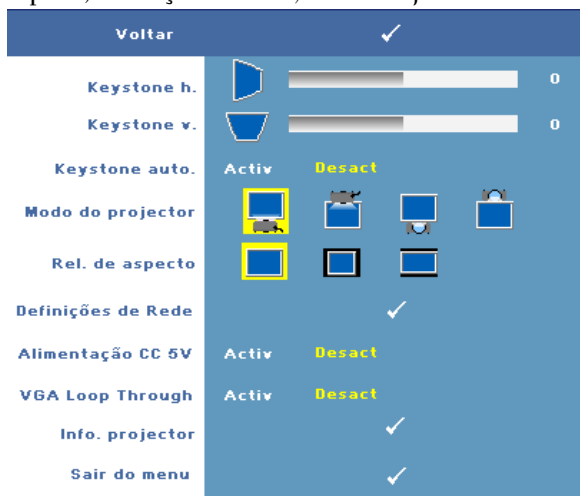 Voltar
Keystone h. 0
Keystone v. 0
Keystone auto. Activ Desact
Modo do projector
Rel. de aspecto
Definições de Rede
Alimentação CC 5V Activ Desact
VGA Loop Through Activ Desact
Info. projector
Sair do menu